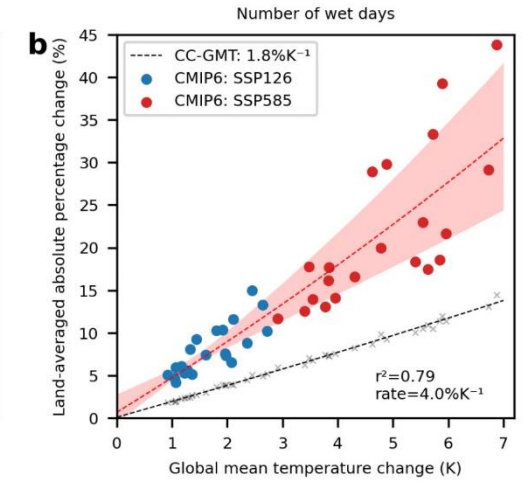 Number of wet days
b
Land-averaged absolute percentage change (%)
45
40
35
30
25
20
15
10
5
0
CC-GMT: 1.8%K⁻¹
CMIP6: SSP126
CMIP6: SSP585
r²=0.79
rate=4.0%K⁻¹
0 1 2 3 4 5 6 7
Global mean temperature change (K)